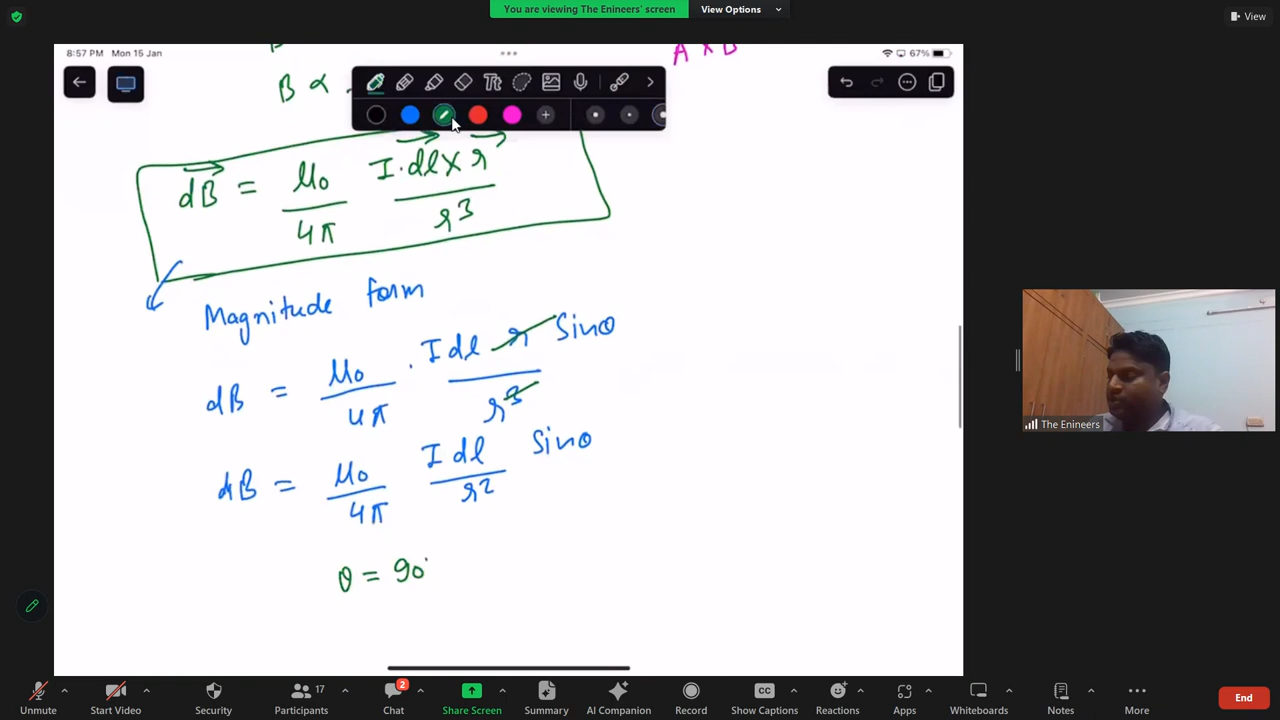 You are viewing The Enineers' screen
View Options
View
8:57 PM Mon 15 Jan
67%
A × B
B ∝
dB⃗ = μ₀/4π I·dl⃗ × r⃗/r³
Magnitude form
dB = μ₀/4π · I dl r Sinθ/r³
dB = μ₀/4π I dl/r² Sinθ
θ = 90°
The Enineers
Unmute
Start Video
Security
17
Participants
2
Chat
Share Screen
Summary
AI Companion
Record
CC
Show Captions
Reactions
Apps
Whiteboards
Notes
More
End